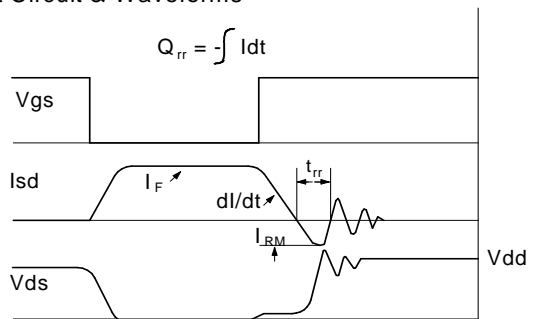 Circuit & Waveforms
Q rr = - ∫ Idt
Vgs
t rr
Isd
I F
dI/dt
I RM
Vdd
Vds